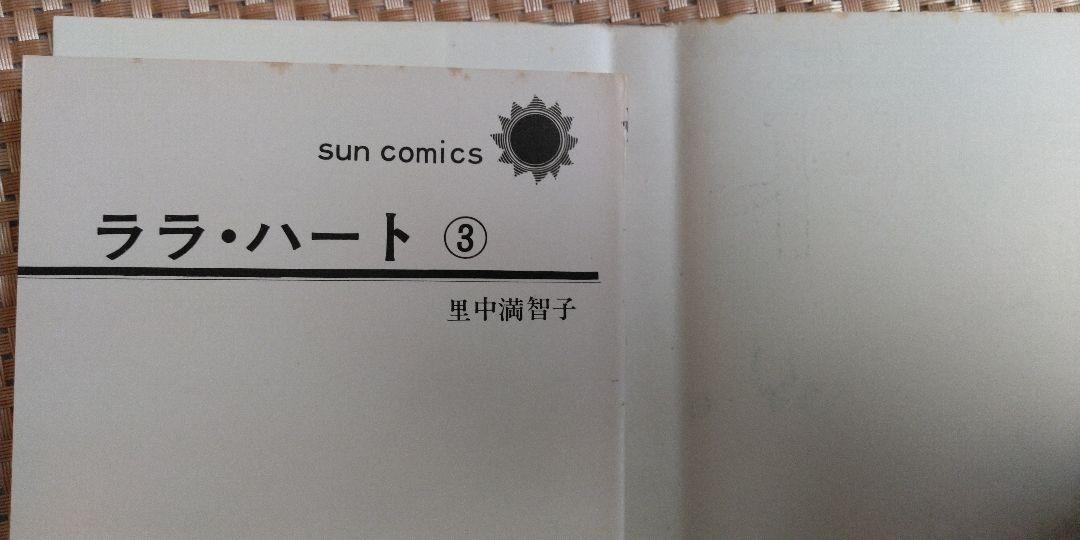 sun comics
ララ・ハート ③
里中満智子